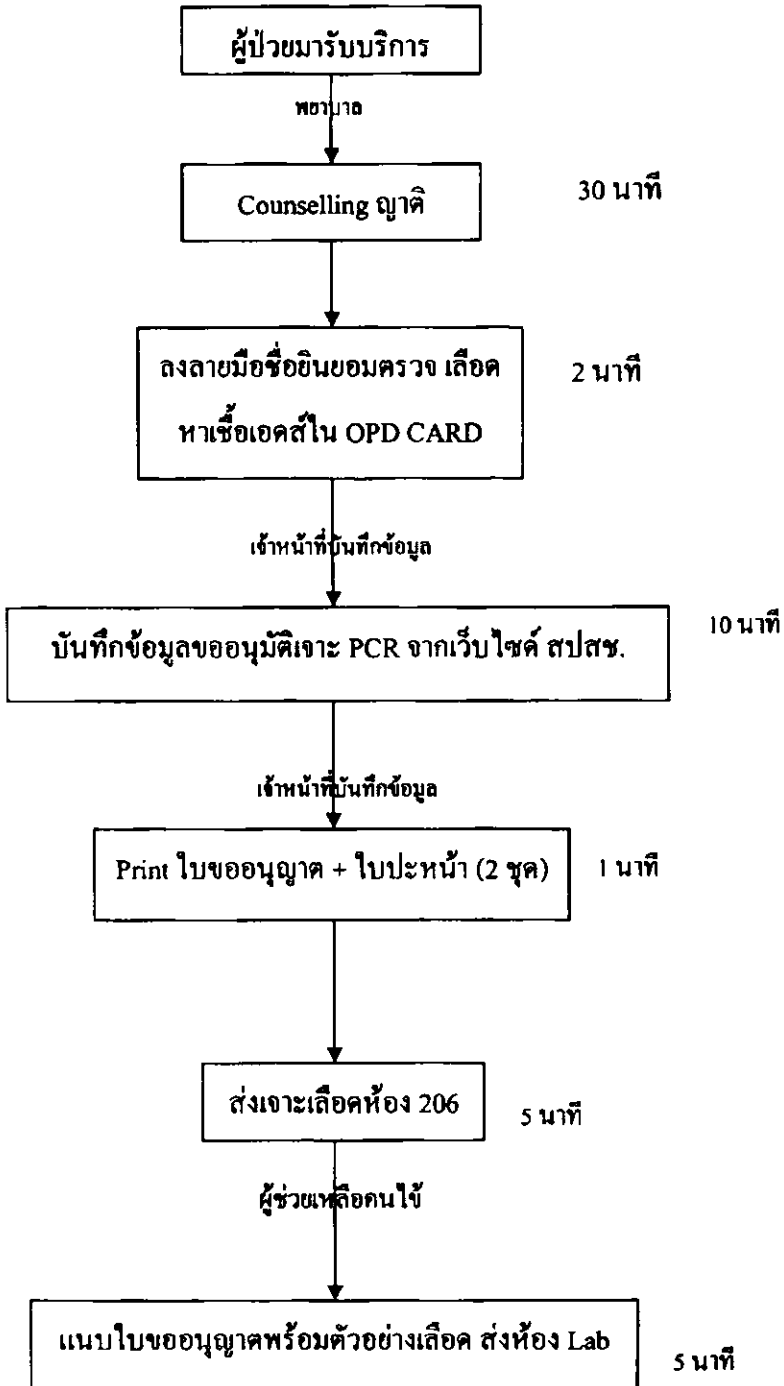 ผู้ป่วยมารับบริการ
พยาบาล
Counselling ญาติ
30 นาที
ลงลายมือชื่อยินยอมตรวจ เลือด
หาเชื้อเอดส์ใน OPD CARD
2 นาที
เจ้าหน้าที่บันทึกข้อมูล
บันทึกข้อมูลขออนุมัติเจาะ PCR จากเว็บไซต์ สปสช.
10 นาที
เจ้าหน้าที่บันทึกข้อมูล
Print ใบขออนุญาต + ใบปะหน้า (2 ชุด)
1 นาที
ส่งเจาะเลือดห้อง 206
5 นาที
ผู้ช่วยเหลือคนไข้
แนบใบขออนุญาตพร้อมตัวอย่างเลือด ส่งห้อง Lab
5 นาที